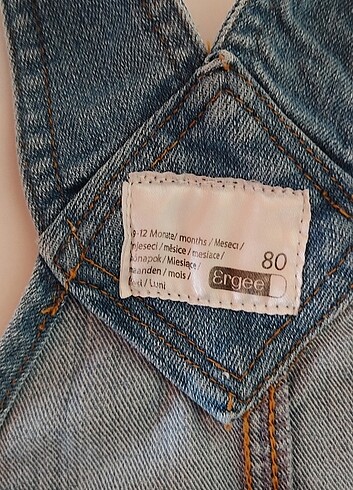 9-12 Monate/ months / Meseci /
mjeseci / měsíce / mesiace /
hónapok/ Miesiące/
maanden / mois /
/ Luni
80
Ergee